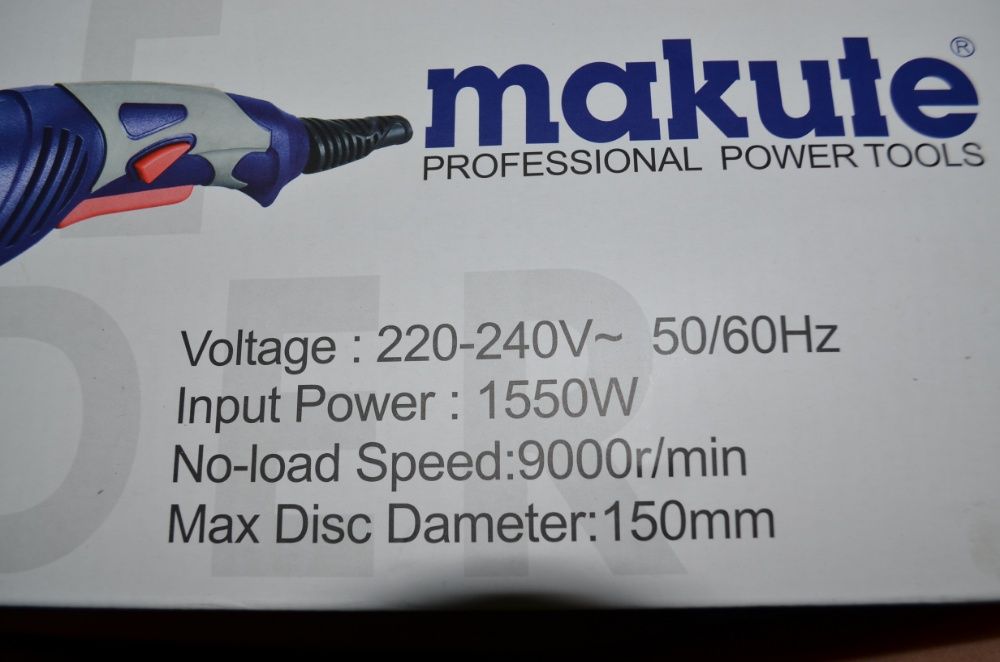 makute®
PROFESSIONAL POWER TOOLS
Voltage : 220-240V~ 50/60Hz
Input Power : 1550W
No-load Speed:9000r/min
Max Disc Dameter:150mm
DER